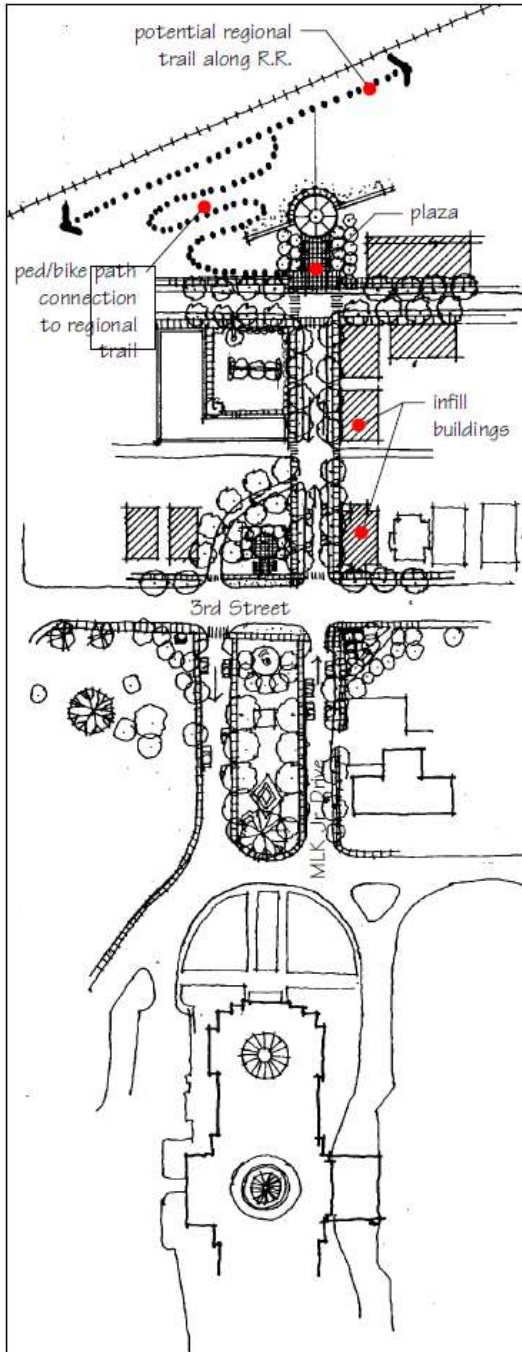 potential regional
trail along R.R.
plaza
ped/bike path
connection
to regional
trail
infill
buildings
3rd Street
MLK Jr Drive